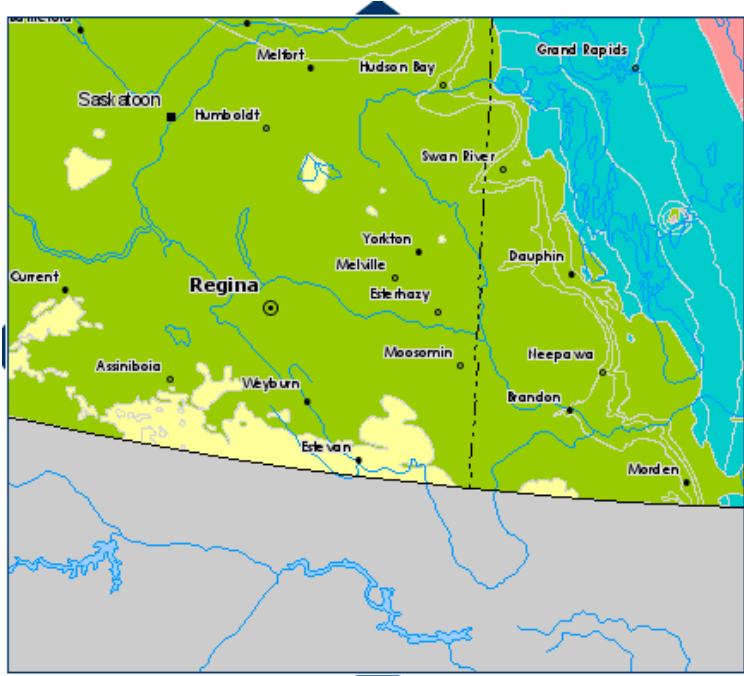 Melfort
Hudson Bay
Grand Rapids
Saskatoon
Humboldt
Swan River
Yorkton
Melville
Dauphin
Current
Regina
Esterhazy
Assiniboia
Moosomin
Neepawa
Weyburn
Brandon
Estevan
Morden